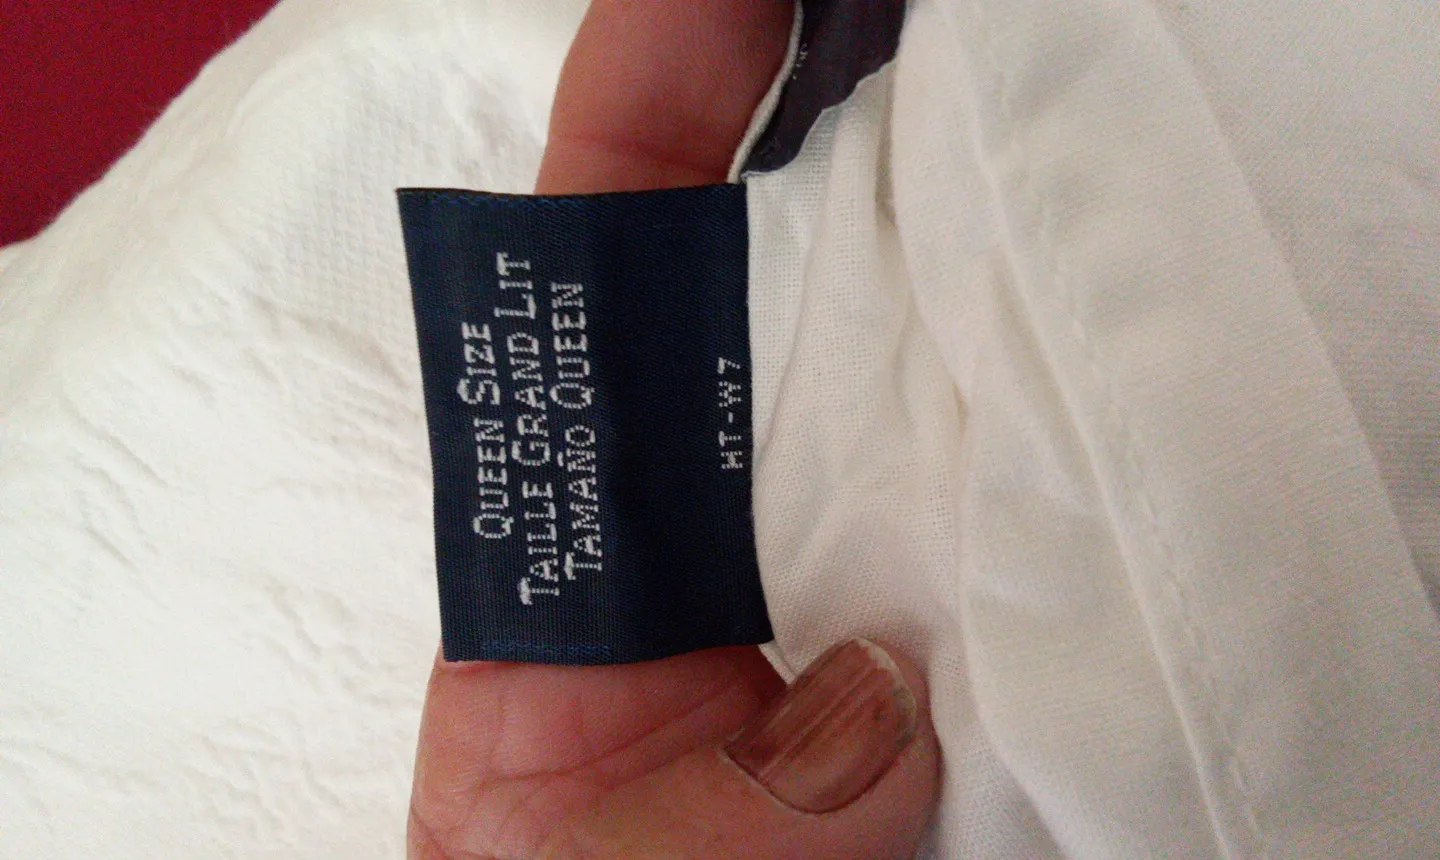 Queen Size
Taille Grand Lit
Tamaño Queen
HT-W7